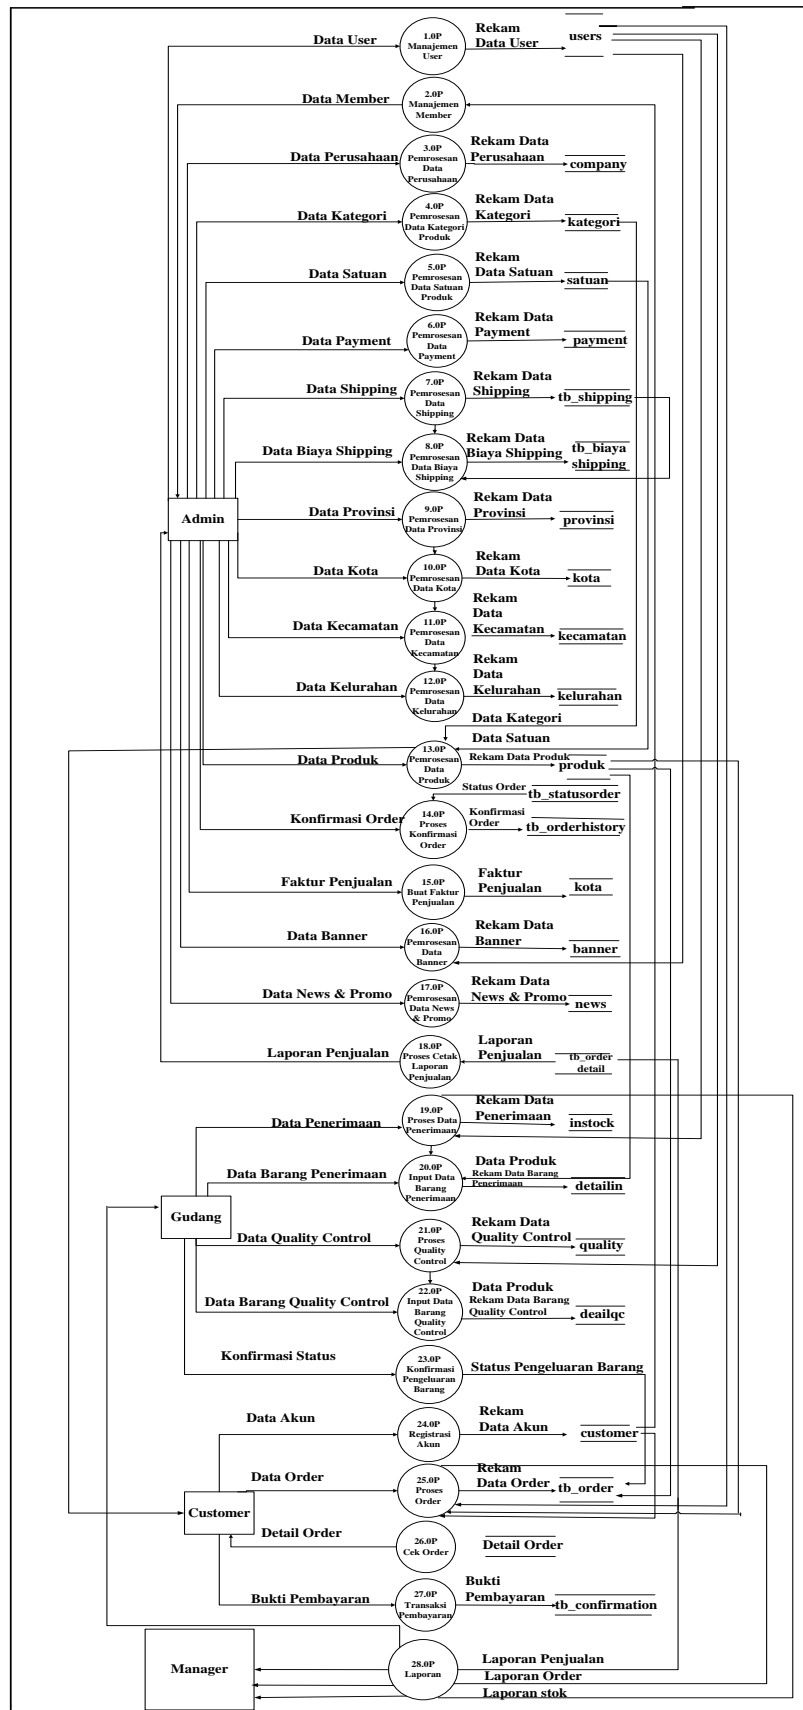 Data User
1.0P
Manajemen
User
Rekam
Data User
users
Data Member
2.0P
Manajemen
Member
Data Perusahaan
3.0P
Pemrosesan
Data
Perusahaan
Rekam Data
Perusahaan
company
Data Kategori
4.0P
Pemrosesan
Data Kategori
Produk
Rekam Data
Kategori
kategori
Data Satuan
5.0P
Pemrosesan
Data Satuan
Produk
Rekam
Data Satuan
satuan
Data Payment
6.0P
Pemrosesan
Data
Payment
Rekam Data
Payment
payment
Data Shipping
7.0P
Pemrosesan
Data
Shipping
Rekam Data
Shipping
tb_shipping
Data Biaya Shipping
8.0P
Pemrosesan
Data Biaya
Shipping
Rekam Data
Biaya Shipping
tb_biaya
shipping
Admin
Data Provinsi
9.0P
Pemrosesan
Data Provinsi
Rekam Data
Provinsi
provinsi
Data Kota
10.0P
Pemrosesan
Data Kota
Rekam
Data Kota
kota
Data Kecamatan
11.0P
Pemrosesan
Data
Kecamatan
Rekam
Data
Kecamatan
kecamatan
Data Kelurahan
12.0P
Pemrosesan
Data
Kelurahan
Rekam
Data
Kelurahan
kelurahan
Data Kategori
Data Satuan
Data Produk
13.0P
Pemrosesan
Data
Produk
Rekam Data Produk
produk
Status Order
tb_statusorder
Konfirmasi Order
14.0P
Proses
Konfirmasi
Order
Konfirmasi
Order
tb_orderhistory
Faktur Penjualan
15.0P
Buat Faktur
Penjualan
Faktur
Penjualan
kota
Data Banner
16.0P
Pemrosesan
Data
Banner
Rekam Data
Banner
banner
Data News & Promo
17.0P
Pemrosesan
Data News
& Promo
Rekam Data
News & Promo
news
Laporan Penjualan
18.0P
Proses Cetak
Laporan
Penjualan
Laporan
Penjualan
tb_order
detail
Data Penerimaan
19.0P
Proses Data
Penerimaan
Rekam Data
Penerimaan
instock
Data Barang Penerimaan
20.0P
Input Data
Barang
Penerimaan
Data Produk
Rekam Data Barang
Penerimaan
detailin
Gudang
Data Quality Control
21.0P
Proses
Quality
Control
Rekam Data
Quality Control
quality
Data Barang Quality Control
22.0P
Input Data
Barang
Quality
Control
Data Produk
Rekam Data Barang
Quality Control
deailqc
Konfirmasi Status
23.0P
Konfirmasi
Pengeluaran
Barang
Status Pengeluaran Barang
Data Akun
24.0P
Registrasi
Akun
Rekam
Data Akun
customer
Data Order
25.0P
Proses
Order
Rekam
Data Order
tb_order
Customer
Detail Order
26.0P
Cek Order
Detail Order
Bukti Pembayaran
27.0P
Transaksi
Pembayaran
Bukti
Pembayaran
tb_confirmation
Manager
28.0P
Laporan
Laporan Penjualan
Laporan Order
Laporan stok